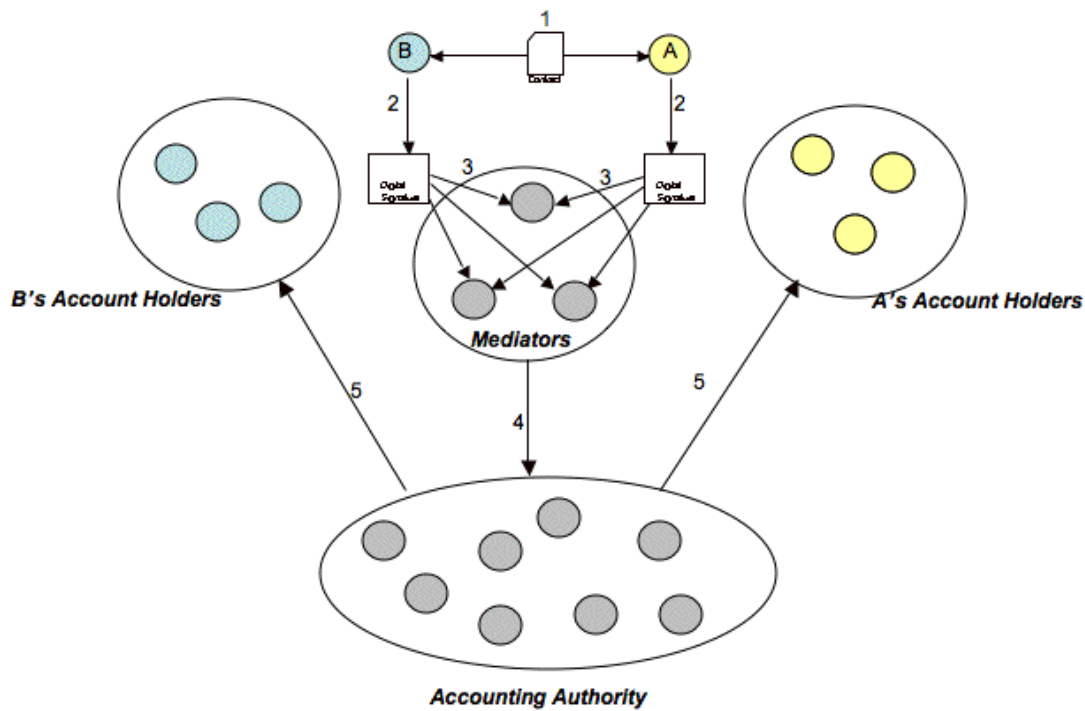 1
B
A
Contract
2
2
3
3
Digital
Signature
Digital
Signature
B's Account Holders
A's Account Holders
Mediators
5
5
4
Accounting Authority